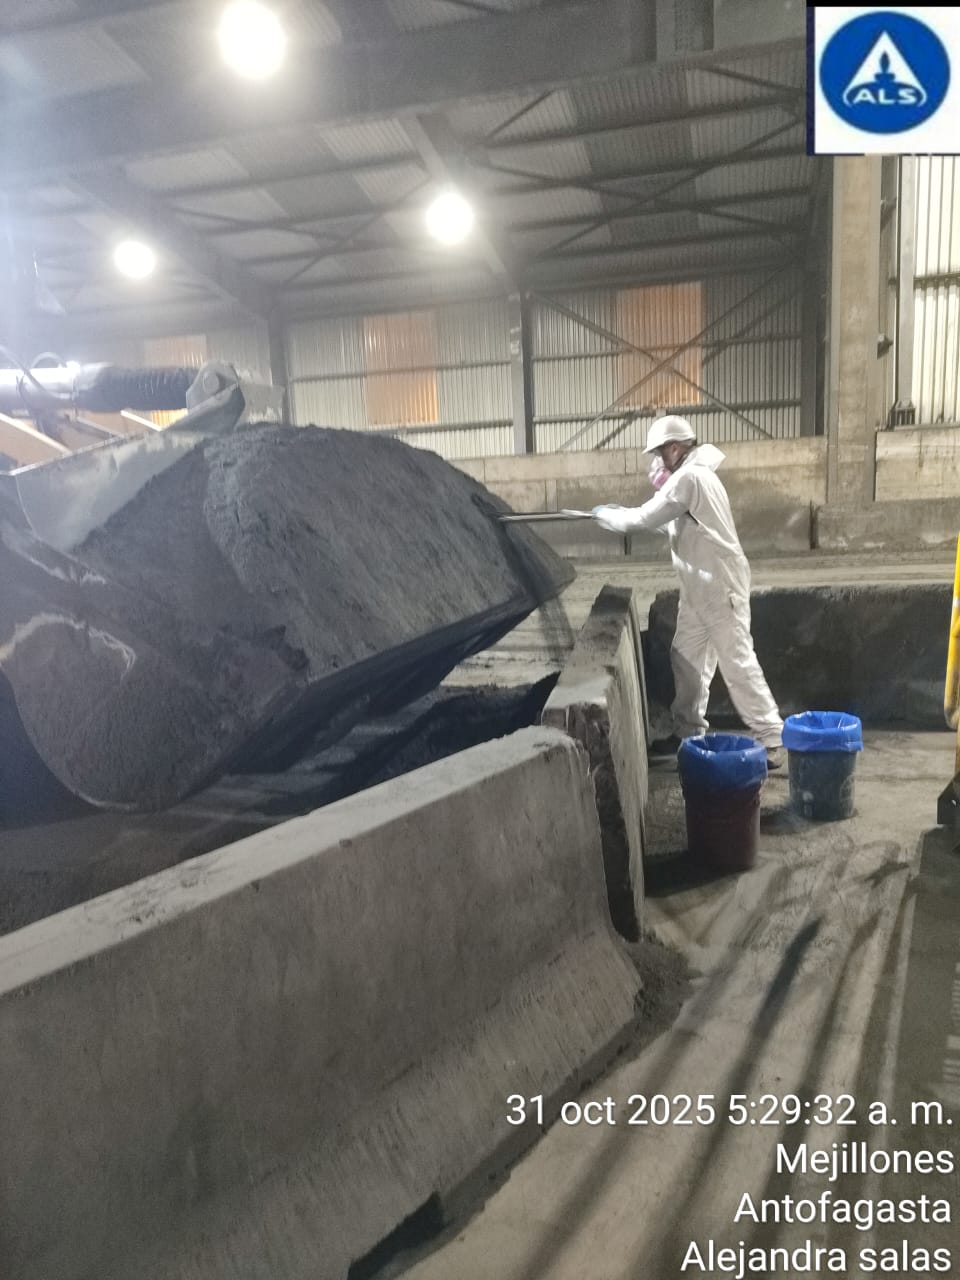 ALS
31 oct 2025 5:29:32 a. m.
Mejillones
Antofagasta
Alejandra salas